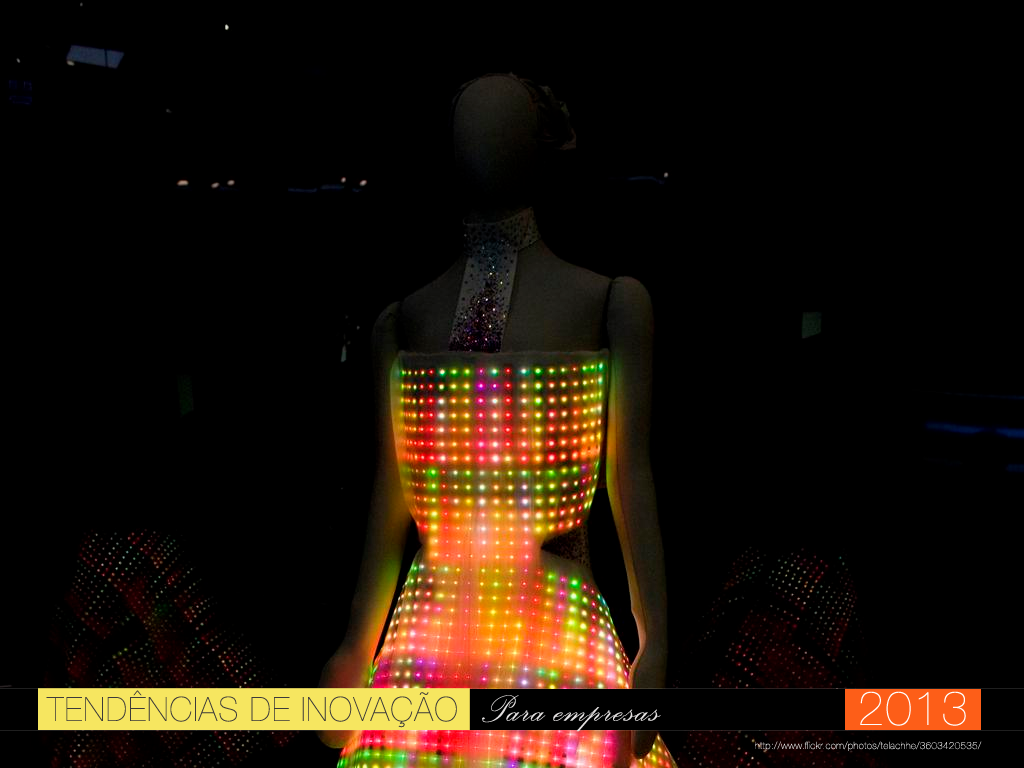 TENDÊNCIAS DE INOVAÇÃO Para empresas 2013
http://www.flickr.com/photos/telachhe/3603420535/